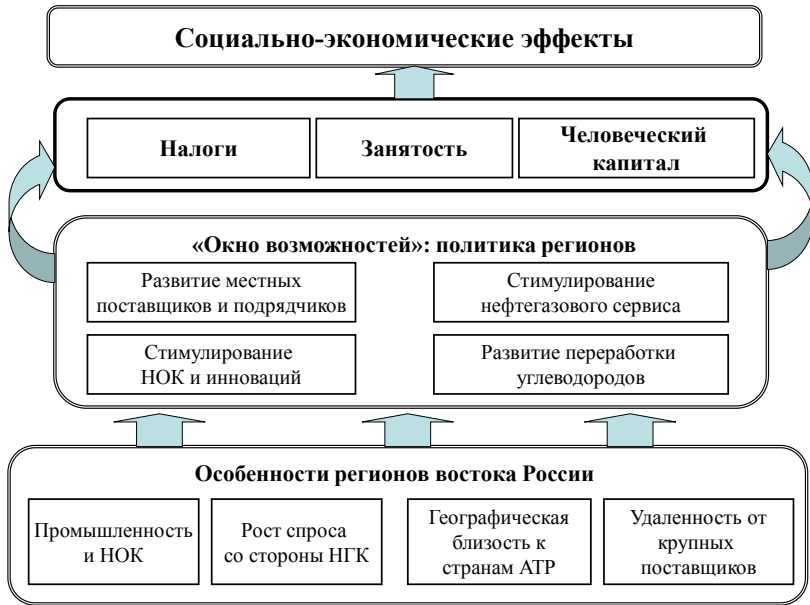 Социально-экономические эффекты
Налоги
Занятость
Человеческий
капитал
«Окно возможностей»: политика регионов
Развитие местных
поставщиков и подрядчиков
Стимулирование
нефтегазового сервиса
Стимулирование
НОК и инноваций
Развитие переработки
углеводородов
Особенности регионов востока России
Промышленность
и НОК
Рост спроса
со стороны НГК
Географическая
близость к
странам АТР
Удаленность от
крупных
поставщиков